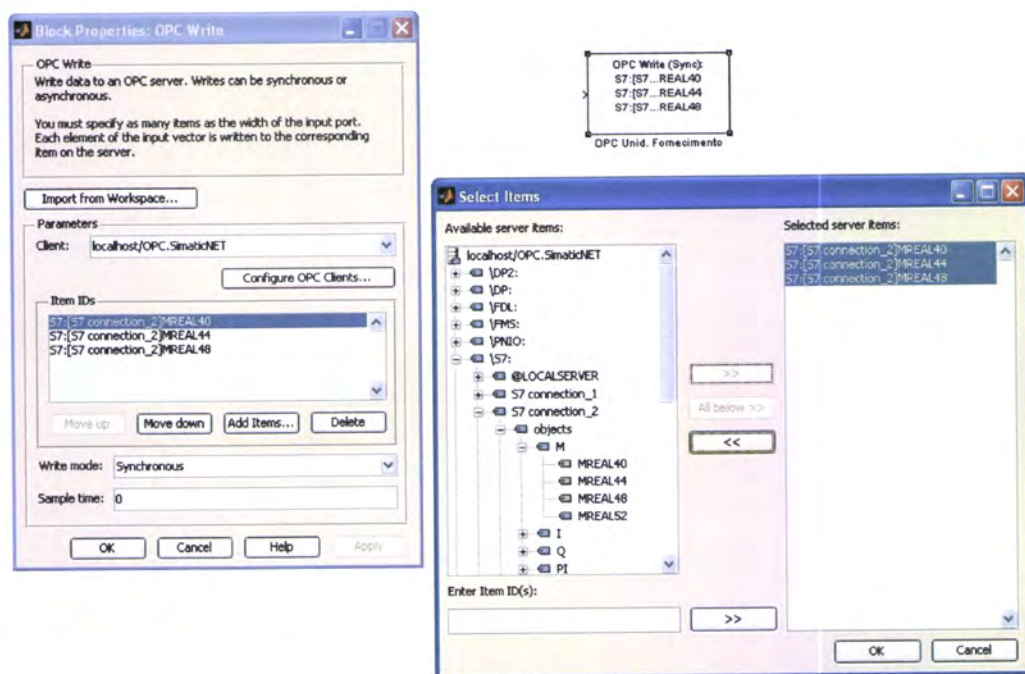 Block Properties: OPC Write
OPC Write
Write data to an OPC server. Writes can be synchronous or
asynchronous.
You must specify as many items as the width of the input port.
Each element of the input vector is written to the corresponding
item on the server.
Import from Workspace...
Parameters
Client: localhost/OPC.SimaticNET
Configure OPC Clients...
Item IDs
S7:[S7 connection_2]MREAL40
S7:[S7 connection_2]MREAL44
S7:[S7 connection_2]MREAL48
Move up Move down Add Items... Delete
Write mode: Synchronous
Sample time: 0
OK Cancel Help Apply
OPC Write (Sync):
S7:[S7...REAL40
S7:[S7...REAL44
S7:[S7...REAL48
OPC Unid. Fornecimento
Select Items
Available server items:
localhost/OPC.SimaticNET
\DP2:
\DP:
\FDL:
\FMS:
\PNIO:
\S7:
@LOCALSERVER
S7 connection_1
S7 connection_2
objects
M
MREAL40
MREAL44
MREAL48
MREAL52
I
Q
PI
Enter Item ID(s):
>>
All below >>
<<
>>
Selected server items:
S7:[S7 connection_2]MREAL40
S7:[S7 connection_2]MREAL44
S7:[S7 connection_2]MREAL48
OK Cancel